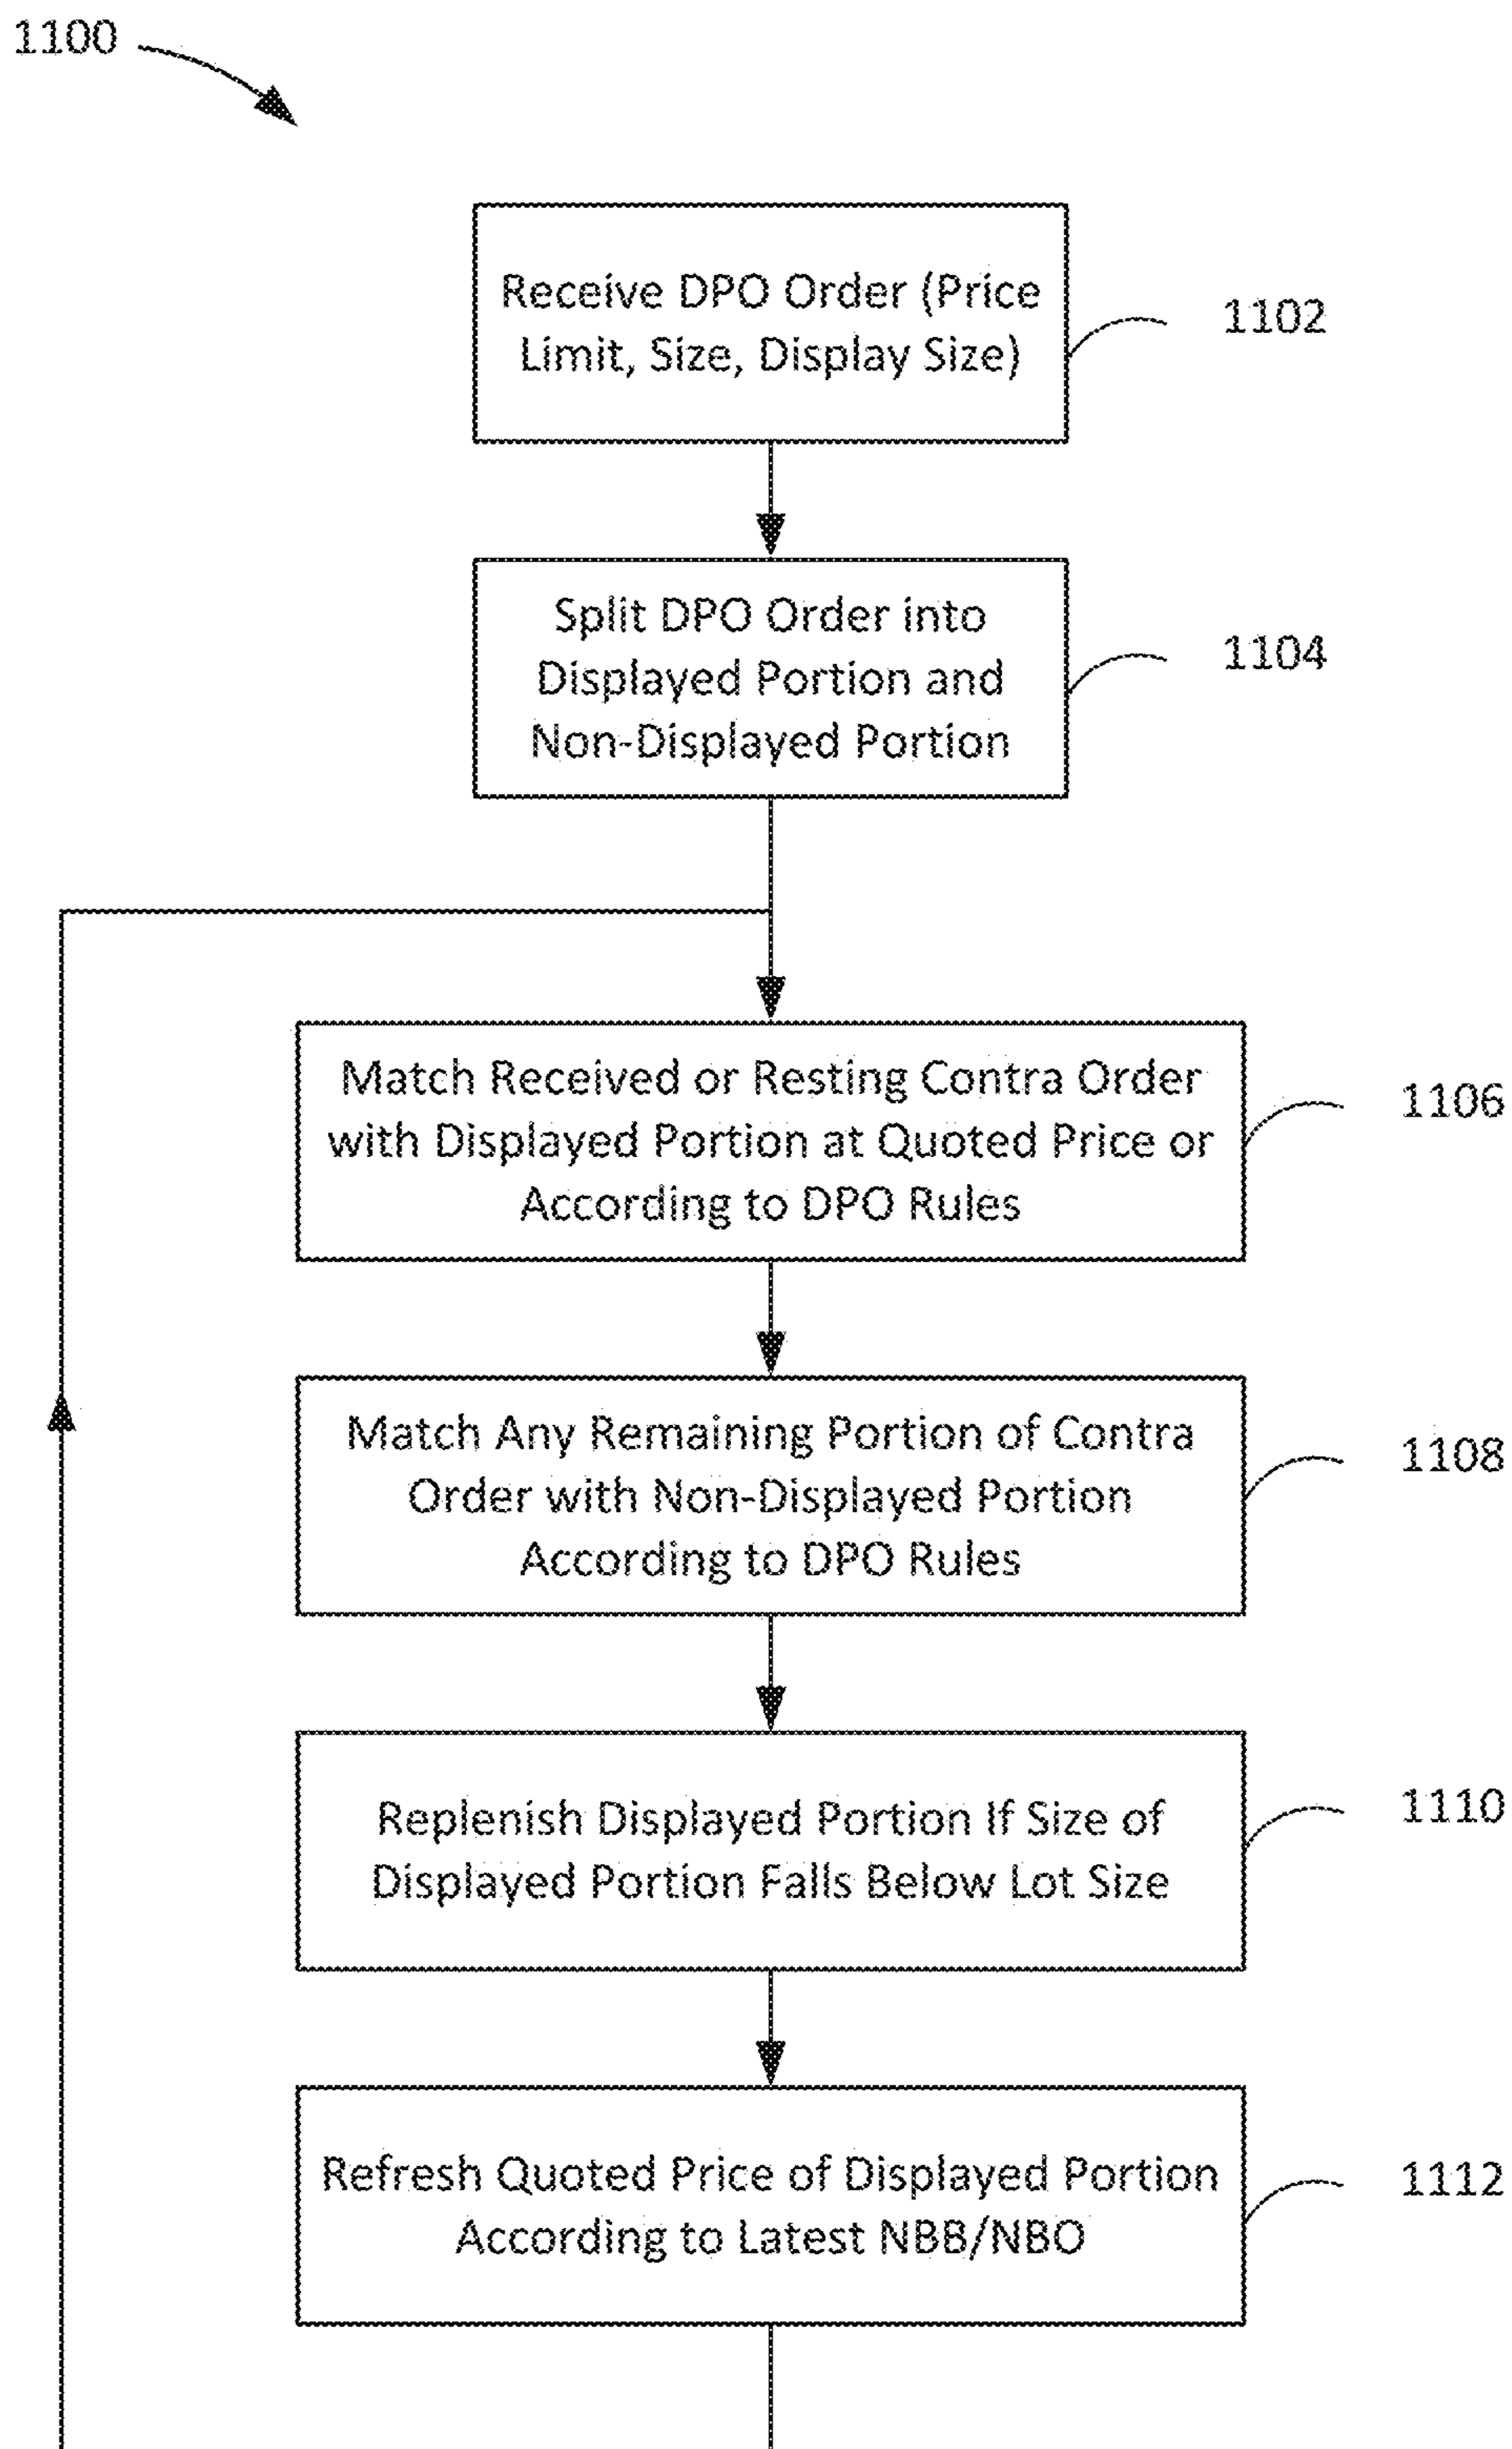 1100
Receive DPO Order (Price
Limit, Size, Display Size)
1102
Split DPO Order into
Displayed Portion and
Non-Displayed Portion
1104
Match Received or Resting Contra Order
with Displayed Portion at Quoted Price or
According to DPO Rules
1106
Match Any Remaining Portion of Contra
Order with Non-Displayed Portion
According to DPO Rules
1108
Replenish Displayed Portion If Size of
Displayed Portion Falls Below Lot Size
1110
Refresh Quoted Price of Displayed Portion
According to Latest NBB/NBO
1112